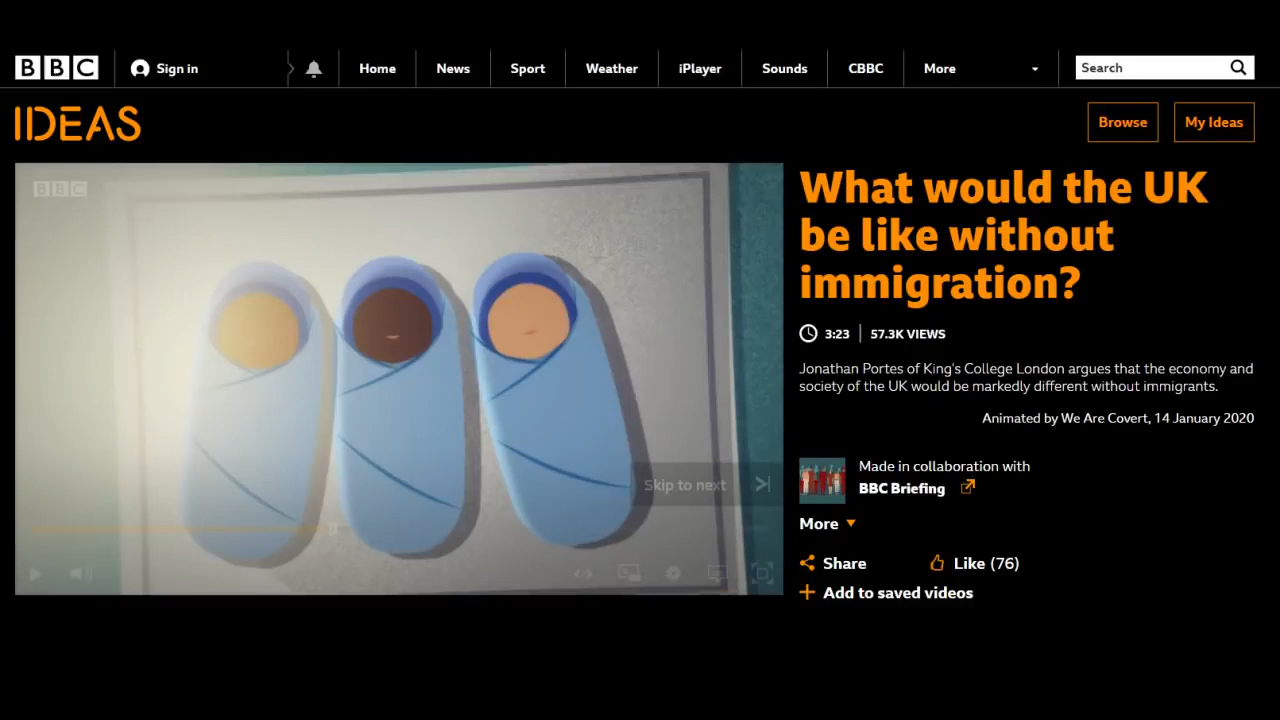 BBC
Sign in
Home
News
Sport
Weather
iPlayer
Sounds
CBBC
More
Search
IDEAS
Browse
My Ideas
BBC
Skip to next
What would the UK
be like without
immigration?
3:23
57.3K VIEWS
Jonathan Portes of King's College London argues that the economy and
society of the UK would be markedly different without immigrants.
Animated by We Are Covert, 14 January 2020
Made in collaboration with
BBC Briefing
More
Share
Like (76)
Add to saved videos